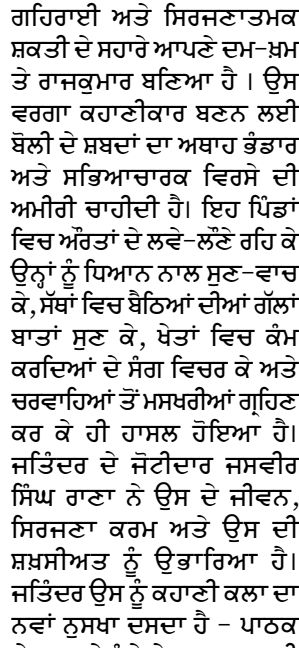 ਗਹਿਰਾਈ ਅਤੇ ਸਿਰਜਣਾਤਮਕ
ਸ਼ਕਤੀ ਦੇ ਸਹਾਰੇ ਆਪਣੇ ਦਮ-ਖ਼ਮ
ਤੇ ਰਾਜਕੁਮਾਰ ਬਣਿਆ ਹੈ । ਉਸ
ਵਰਗਾ ਕਹਾਣੀਕਾਰ ਬਣਨ ਲਈ
ਬੋਲੀ ਦੇ ਸ਼ਬਦਾਂ ਦਾ ਅਥਾਹ ਭੰਡਾਰ
ਅਤੇ ਸਭਿਆਚਾਰਕ ਵਿਰਸੇ ਦੀ
ਅਮੀਰੀ ਚਾਹੀਦੀ ਹੈ। ਇਹ ਪਿੰਡਾਂ
ਵਿਚ ਔਰਤਾਂ ਦੇ ਲਵੇ-ਲੌਣੇ ਰਹਿ ਕੇ
ਉਨ੍ਹਾਂ ਨੂੰ ਧਿਆਨ ਨਾਲ ਸੁਣ-ਵਾਚ
ਕੇ, ਸੱਥਾਂ ਵਿਚ ਬੈਠਿਆਂ ਦੀਆਂ ਗੱਲਾਂ
ਬਾਤਾਂ ਸੁਣ ਕੇ, ਖੇਤਾਂ ਵਿਚ ਕੰਮ
ਕਰਦਿਆਂ ਦੇ ਸੰਗ ਵਿਚਰ ਕੇ ਅਤੇ
ਚਰਵਾਹਿਆਂ ਤੋਂ ਮਸਖਰੀਆਂ ਗ੍ਰਹਿਣ
ਕਰ ਕੇ ਹੀ ਹਾਸਲ ਹੋਇਆ ਹੈ।
ਜਤਿੰਦਰ ਦੇ ਜੋਟੀਦਾਰ ਜਸਵੀਰ
ਸਿੰਘ ਰਾਣਾ ਨੇ ਉਸ ਦੇ ਜੀਵਨ,
ਸਿਰਜਣਾ ਕਰਮ ਅਤੇ ਉਸ ਦੀ
ਸ਼ਖ਼ਸੀਅਤ ਨੂੰ ਉਭਾਰਿਆ ਹੈ।
ਜਤਿੰਦਰ ਉਸ ਨੂੰ ਕਹਾਣੀ ਕਲਾ ਦਾ
ਨਵਾਂ ਨੁਸਖਾ ਦਸਦਾ ਹੈ - ਪਾਠਕ